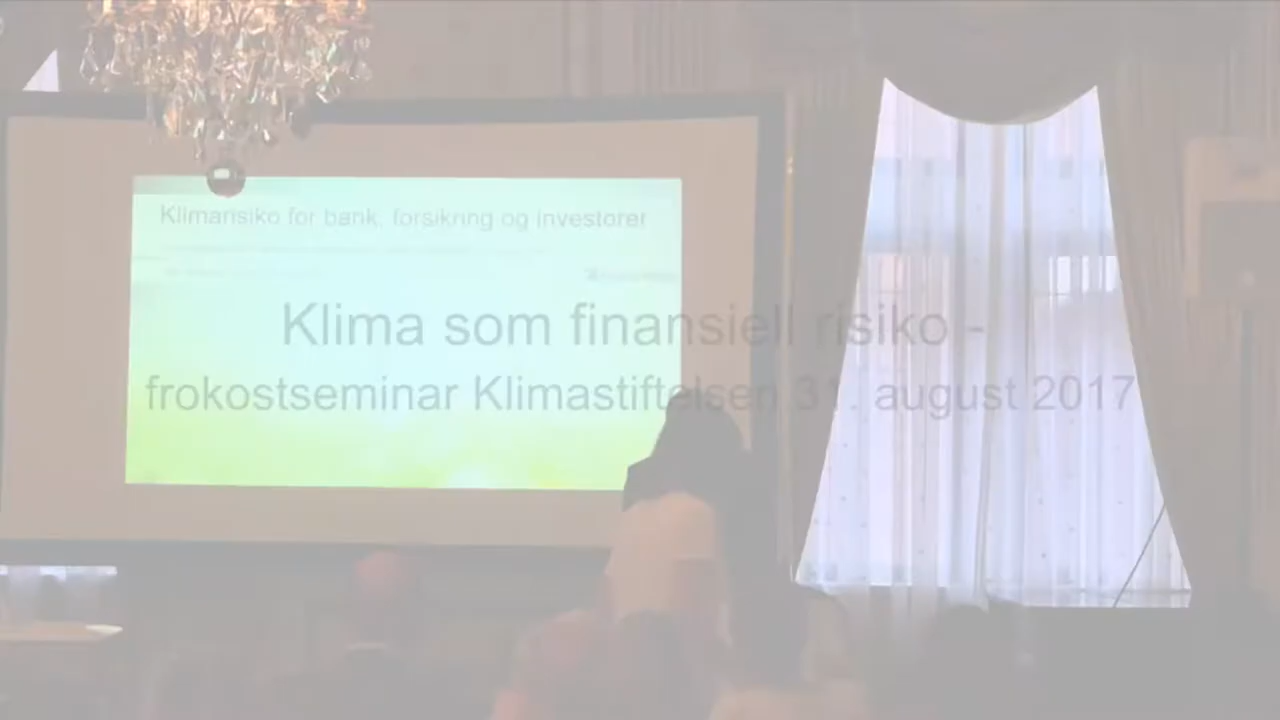 Klimarisiko for bank, forsikring og investorer
Klima som finansiell risiko -
frokostseminar Klimastiftelsen 31. august 2017